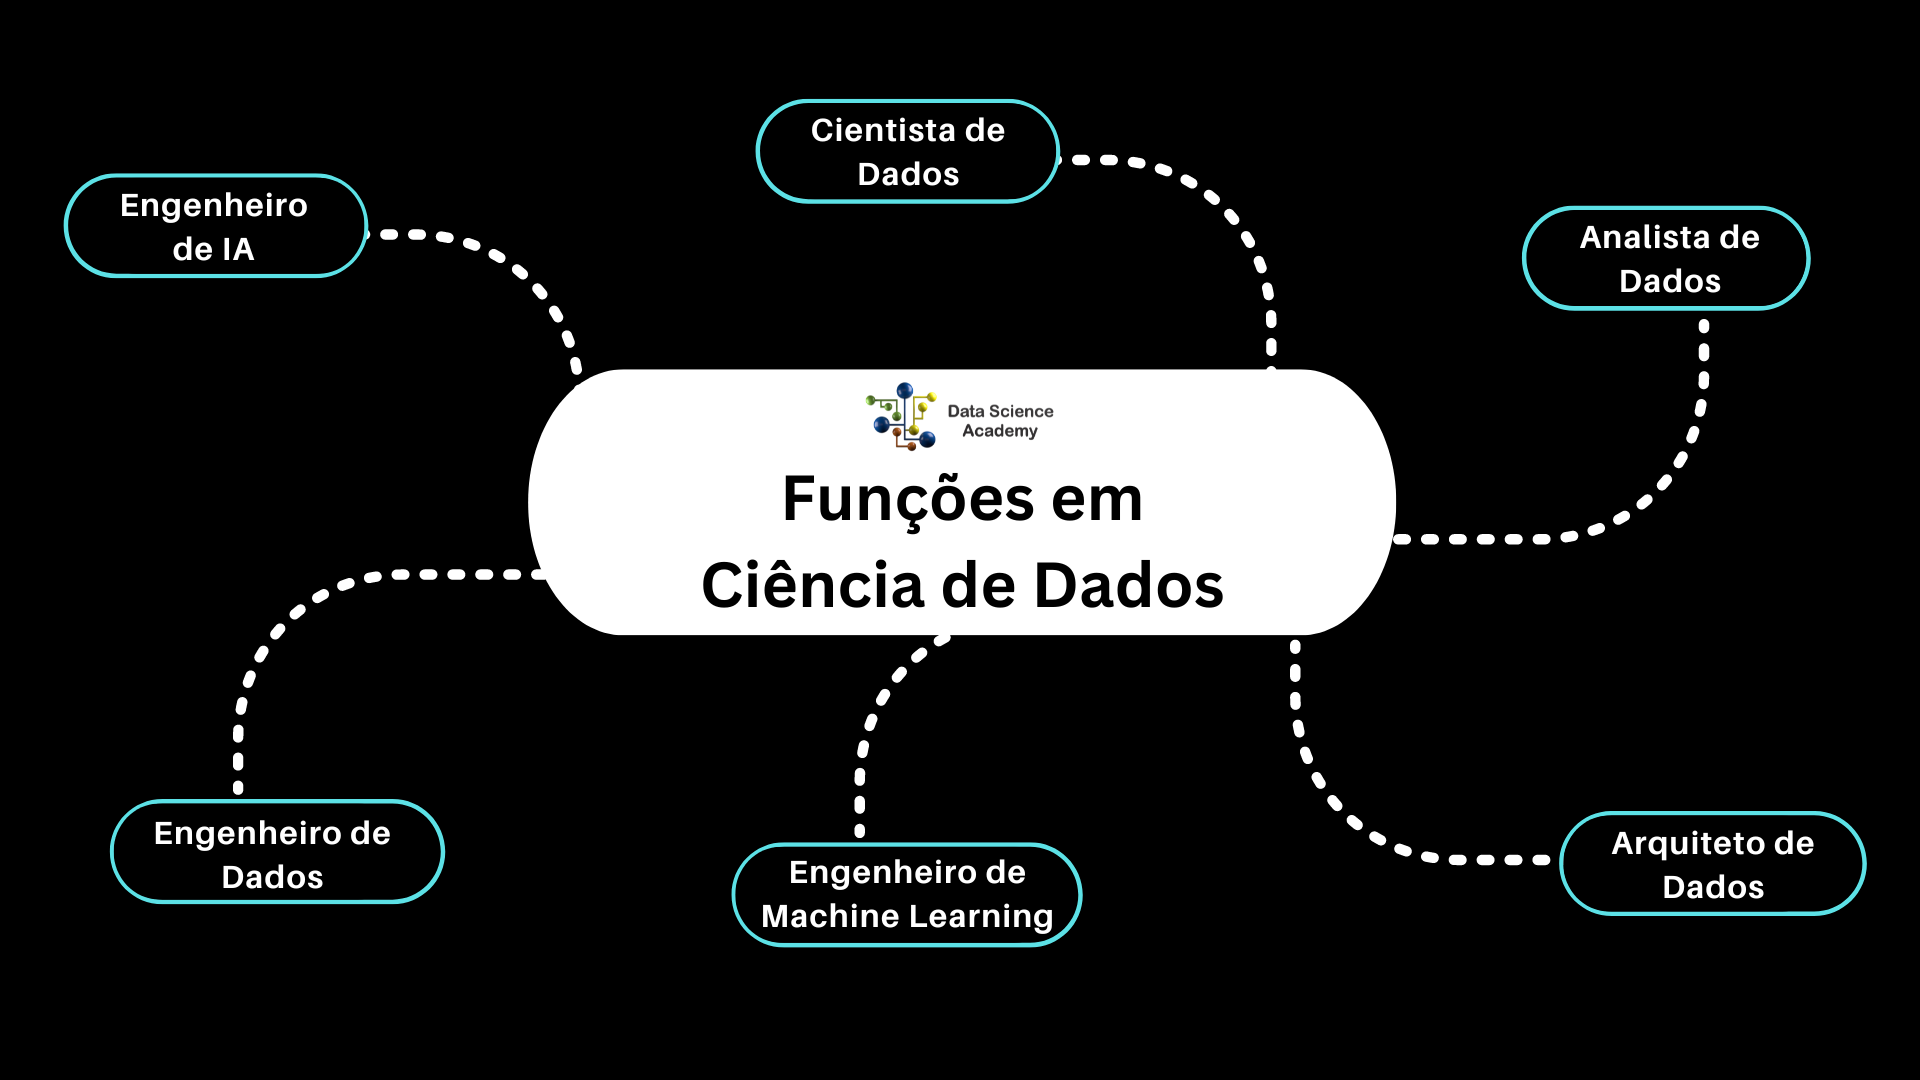 Cientista de
Dados
Engenheiro
de IA
Analista de
Dados
Data Science
Academy
Funções em
Ciência de Dados
Engenheiro de
Dados
Engenheiro de
Machine Learning
Arquiteto de
Dados